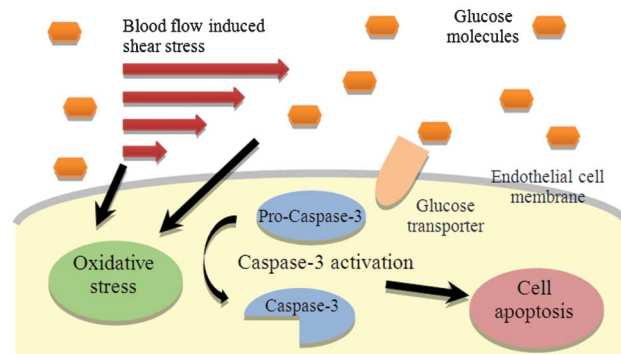 Blood flow induced
shear stress
Glucose
molecules
Endothelial cell
membrane
Pro-Caspase-3
Glucose
transporter
Oxidative
stress
Caspase-3 activation
Caspase-3
Cell
apoptosis